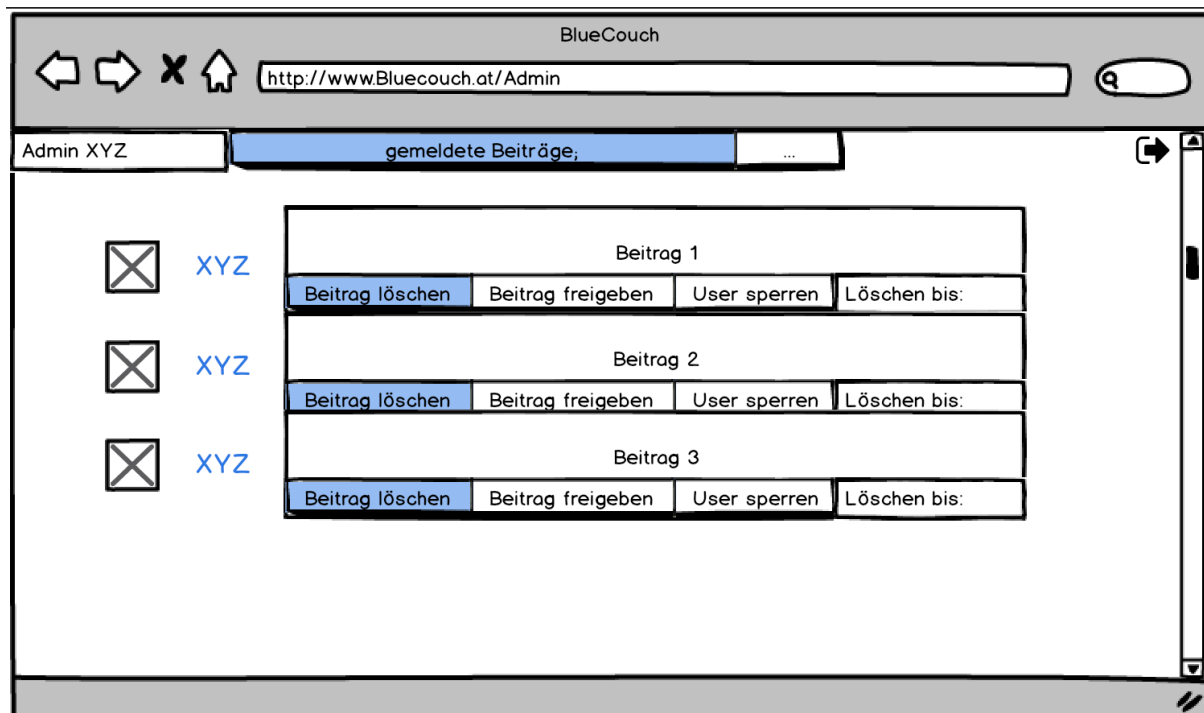 BlueCouch
http://www.Bluecouch.at/Admin
Admin XYZ gemeldete Beiträge; ...
Beitrag 1
XYZ
Beitrag löschen Beitrag freigeben User sperren Löschen bis:
Beitrag 2
XYZ
Beitrag löschen Beitrag freigeben User sperren Löschen bis:
Beitrag 3
XYZ
Beitrag löschen Beitrag freigeben User sperren Löschen bis: